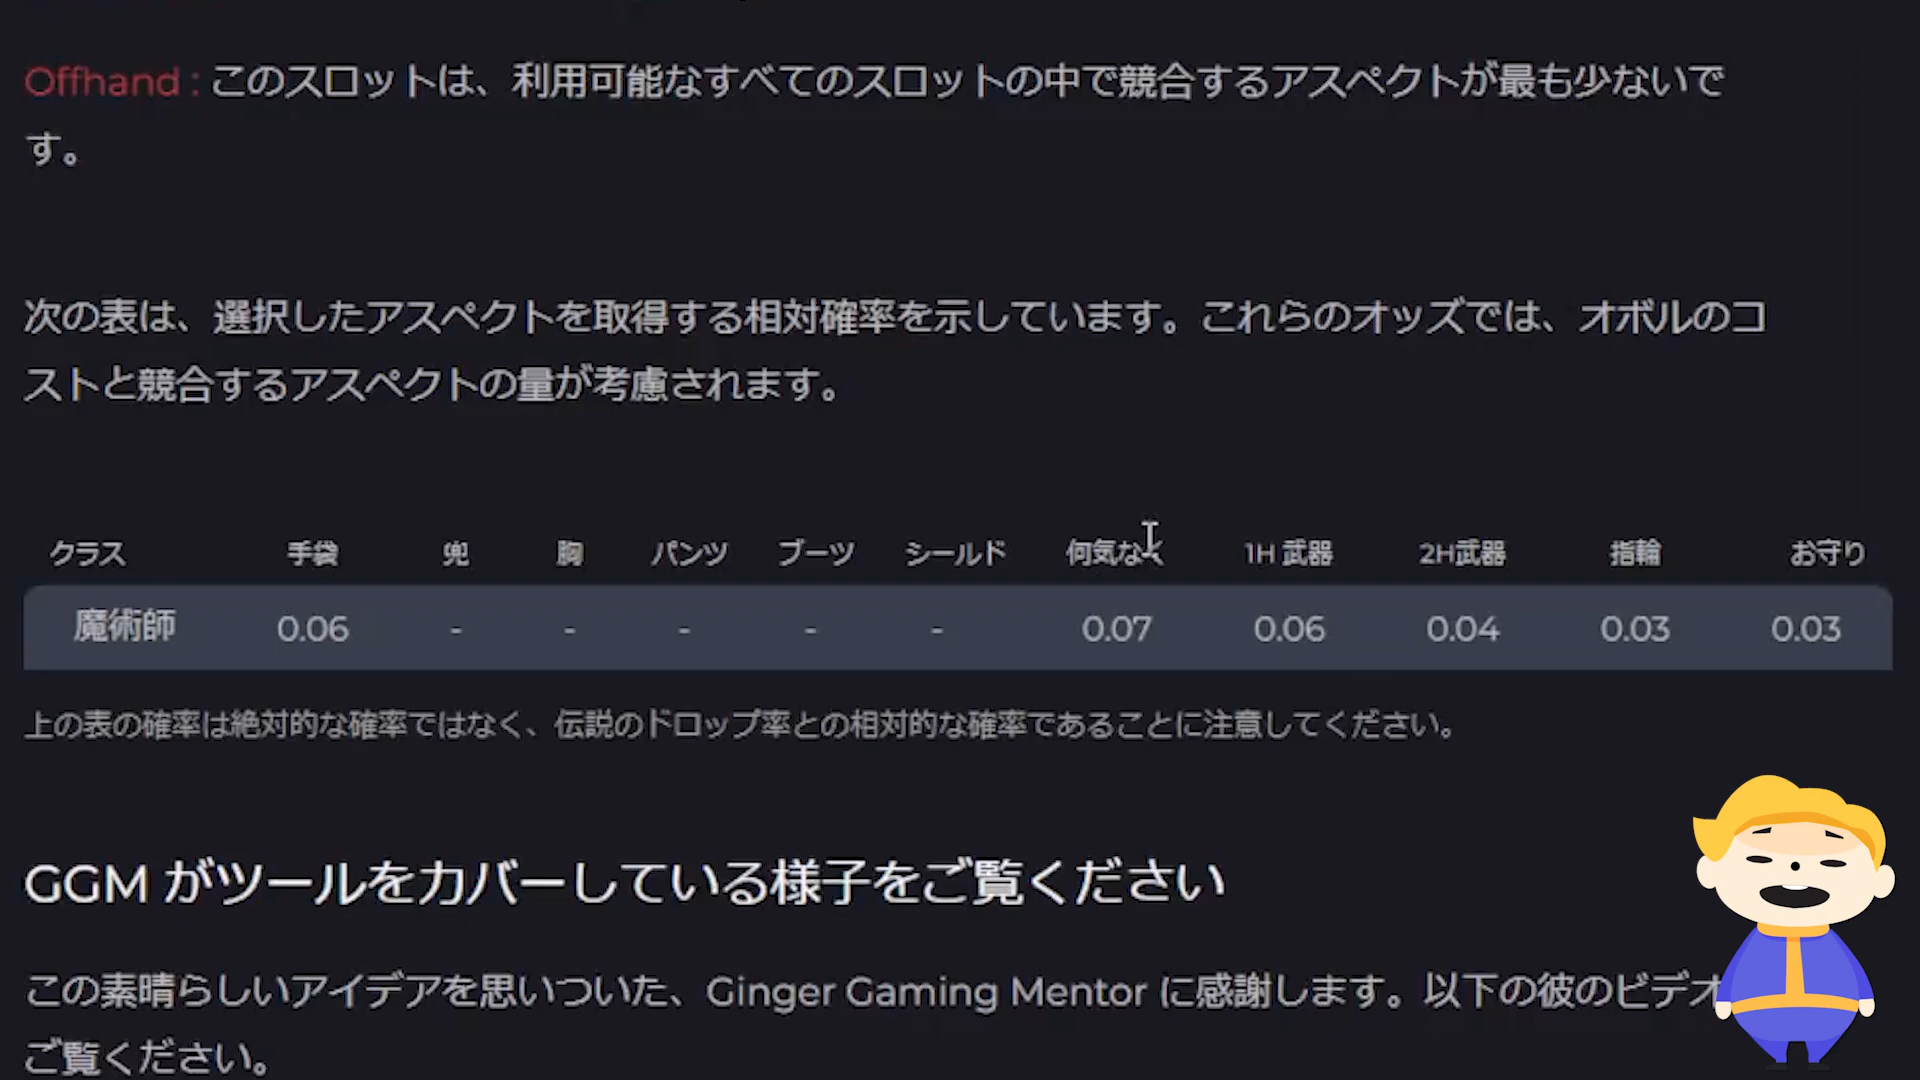 Offhand : このスロットは、利用可能なすべてのスロットの中で競合するアスペクトが最も少ないで
す。
次の表は、選択したアスペクトを取得する相対確率を示しています。これらのオッズでは、オボルのコ
ストと競合するアスペクトの量が考慮されます。
クラス 手袋 兜 胸 パンツ ブーツ シールド 何気なく 1H 武器 2H武器 指輪 お守り
魔術師 0.06 - - - - - 0.07 0.06 0.04 0.03 0.03
上の表の確率は絶対的な確率ではなく、伝説のドロップ率との相対的な確率であることに注意してください。
GGM がツールをカバーしている様子をご覧ください
この素晴らしいアイデアを思いついた、Ginger Gaming Mentor に感謝します。以下の彼のビデオ
ご覧ください。